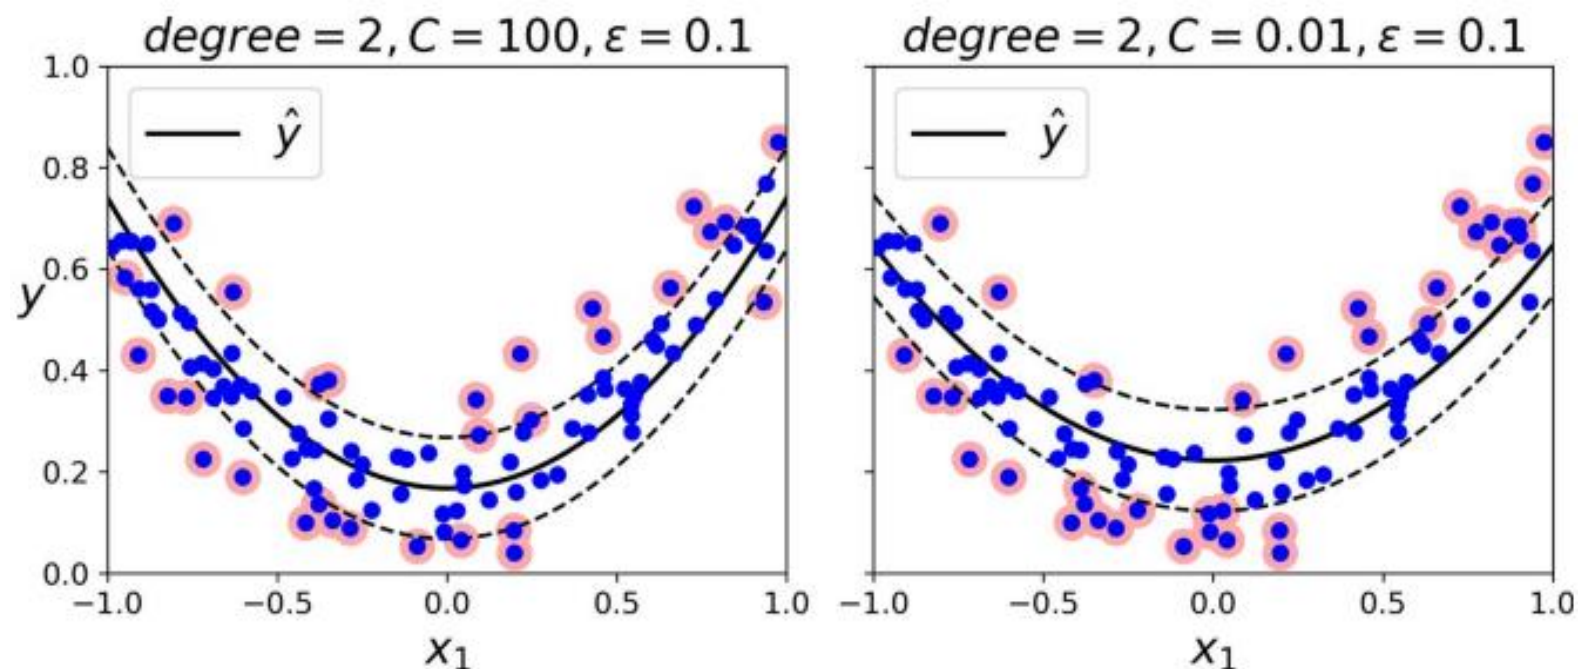 degree = 2, C = 100, ε = 0.1
degree = 2, C = 0.01, ε = 0.1
1.0
0.8
0.6
0.4
0.2
0.0
y
ŷ
ŷ
−1.0 −0.5 0.0 0.5 1.0
−1.0 −0.5 0.0 0.5 1.0
x₁
x₁